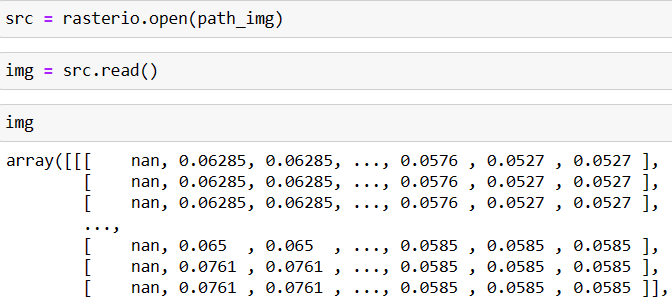 src = rasterio.open(path_img)
img = src.read()
img
array([[[    nan, 0.06285, 0.06285, ..., 0.0576 , 0.0527 , 0.0527 ],
        [    nan, 0.06285, 0.06285, ..., 0.0576 , 0.0527 , 0.0527 ],
        [    nan, 0.06285, 0.06285, ..., 0.0576 , 0.0527 , 0.0527 ],
        ...,
        [    nan, 0.065  , 0.065  , ..., 0.0585 , 0.0585 , 0.0585 ],
        [    nan, 0.0761 , 0.0761 , ..., 0.0585 , 0.0585 , 0.0585 ],
        [    nan, 0.0761 , 0.0761 , ..., 0.0585 , 0.0585 , 0.0585 ]],